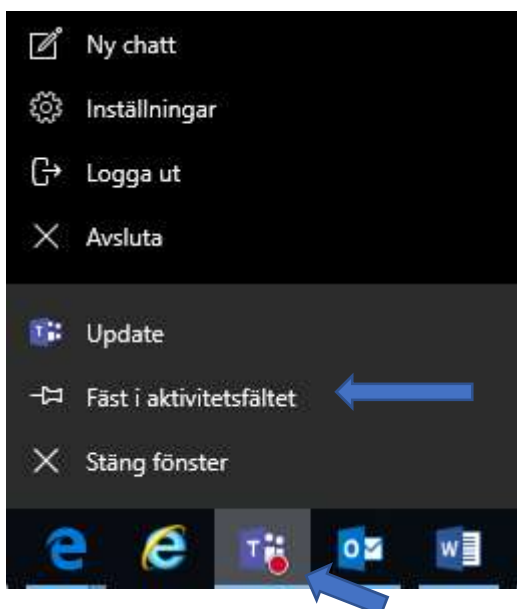 Ny chatt
Inställningar
Logga ut
Avsluta
Update
Fäst i aktivitetsfältet
Stäng fönster